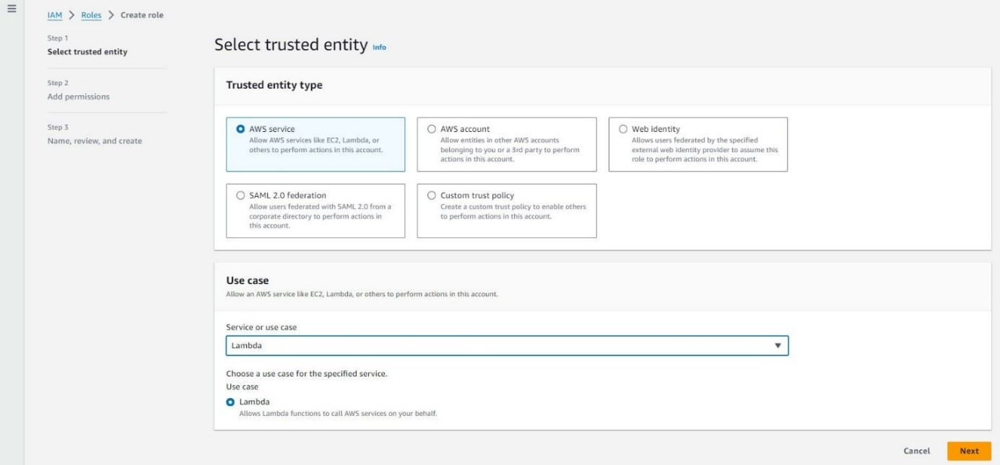 IAM > Roles > Create role
Step 1
Select trusted entity
Step 2
Add permissions
Step 3
Name, review, and create
Select trusted entity Info
Trusted entity type
AWS service
Allow AWS services like EC2, Lambda, or
others to perform actions in this account.
AWS account
Allow entities in other AWS accounts
belonging to you or a 3rd party to perform
actions in this account.
Web identity
Allows users federated by the specified
external web identity provider to assume this
role to perform actions in this account.
SAML 2.0 federation
Allow users federated with SAML 2.0 from a
corporate directory to perform actions in
this account.
Custom trust policy
Create a custom trust policy to enable others
to perform actions in this account.
Use case
Allow an AWS service like EC2, Lambda, or others to perform actions in this account.
Service or use case
Lambda
Choose a use case for the specified service.
Use case
Lambda
Allows Lambda functions to call AWS services on your behalf.
Cancel
Next